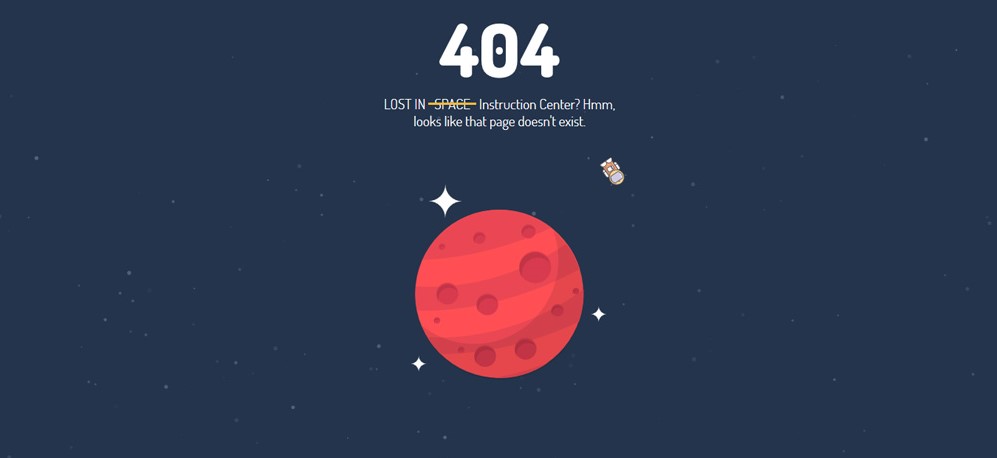 404
LOST IN SPACE Instruction Center? Hmm,
looks like that page doesn't exist.